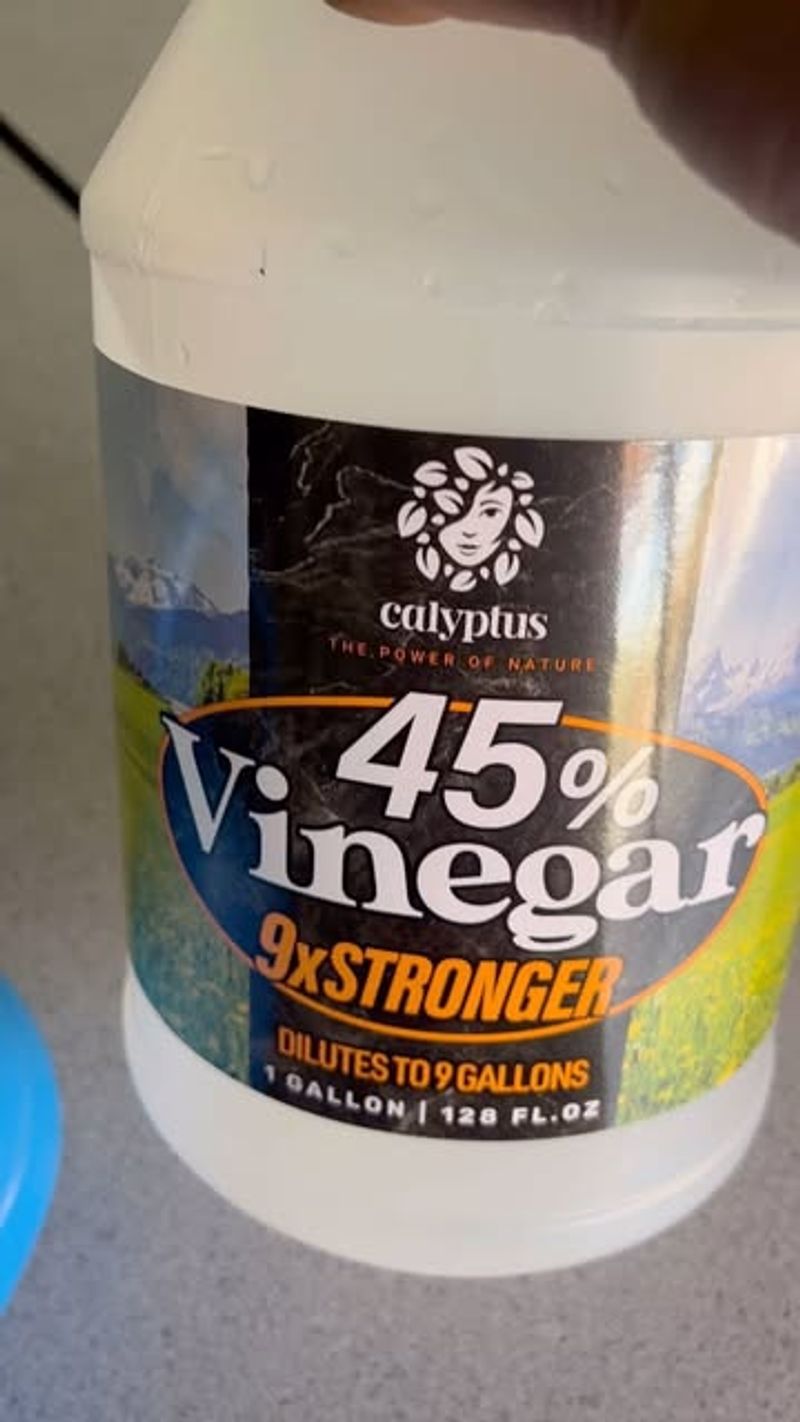 calyptus
THE POWER OF NATURE
45%
Vinegar
9xSTRONGER
DILUTES TO 9 GALLONS
1 GALLON | 128 FL.OZ